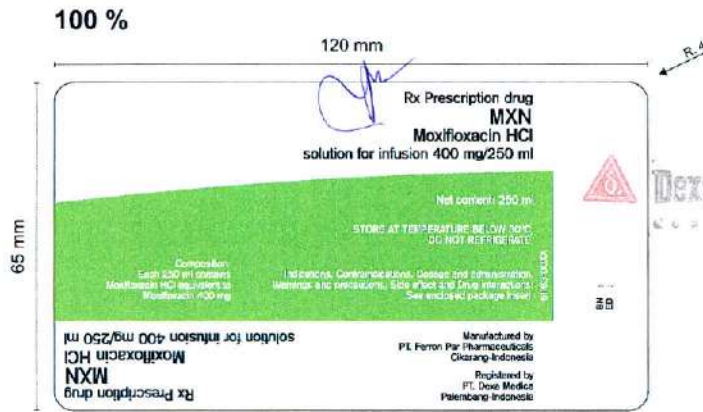 100 %
120 mm
65 mm
Rx Prescription drug
MXN
Moxifloxacin HCl
solution for infusion 400 mg/250 ml
Net content: 250 ml
STORE AT TEMPERATURE BELOW 30°C
DO NOT REFRIGERATE
Composition:
Each 250 ml contains
Moxifloxacin HCl equivalent to
Moxifloxacin 400 mg
Indications, Contraindications, Dosage and administration,
Warnings and precautions, Side effect and Drug interactions:
See enclosed package insert
Manufactured by
PT. Ferron Par Pharmaceuticals
Cikarang-Indonesia
Registered by
PT. Dexa Medica
Palembang-Indonesia
Rx Prescription drug
MXN
Moxifloxacin HCl
solution for infusion 400 mg/250 ml
Dex